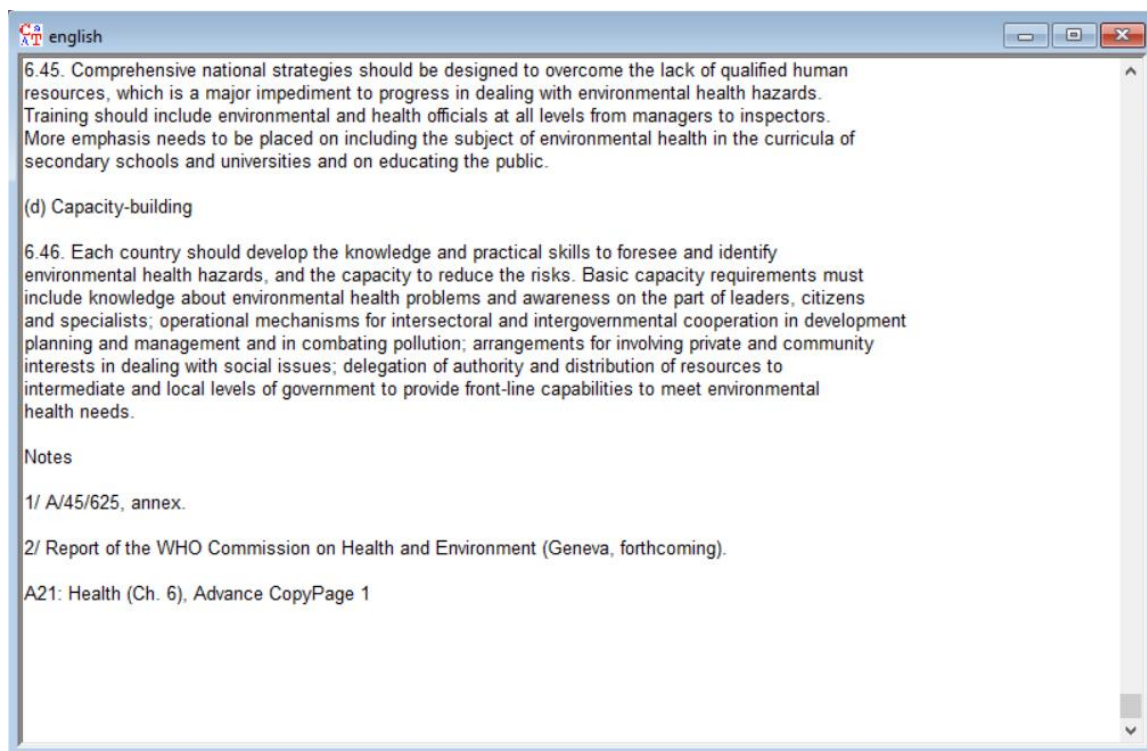 CaAT english
6.45. Comprehensive national strategies should be designed to overcome the lack of qualified human
resources, which is a major impediment to progress in dealing with environmental health hazards.
Training should include environmental and health officials at all levels from managers to inspectors.
More emphasis needs to be placed on including the subject of environmental health in the curricula of
secondary schools and universities and on educating the public.
(d) Capacity-building
6.46. Each country should develop the knowledge and practical skills to foresee and identify
environmental health hazards, and the capacity to reduce the risks. Basic capacity requirements must
include knowledge about environmental health problems and awareness on the part of leaders, citizens
and specialists; operational mechanisms for intersectoral and intergovernmental cooperation in development
planning and management and in combating pollution; arrangements for involving private and community
interests in dealing with social issues; delegation of authority and distribution of resources to
intermediate and local levels of government to provide front-line capabilities to meet environmental
health needs.
Notes
1/ A/45/625, annex.
2/ Report of the WHO Commission on Health and Environment (Geneva, forthcoming).
A21: Health (Ch. 6), Advance CopyPage 1